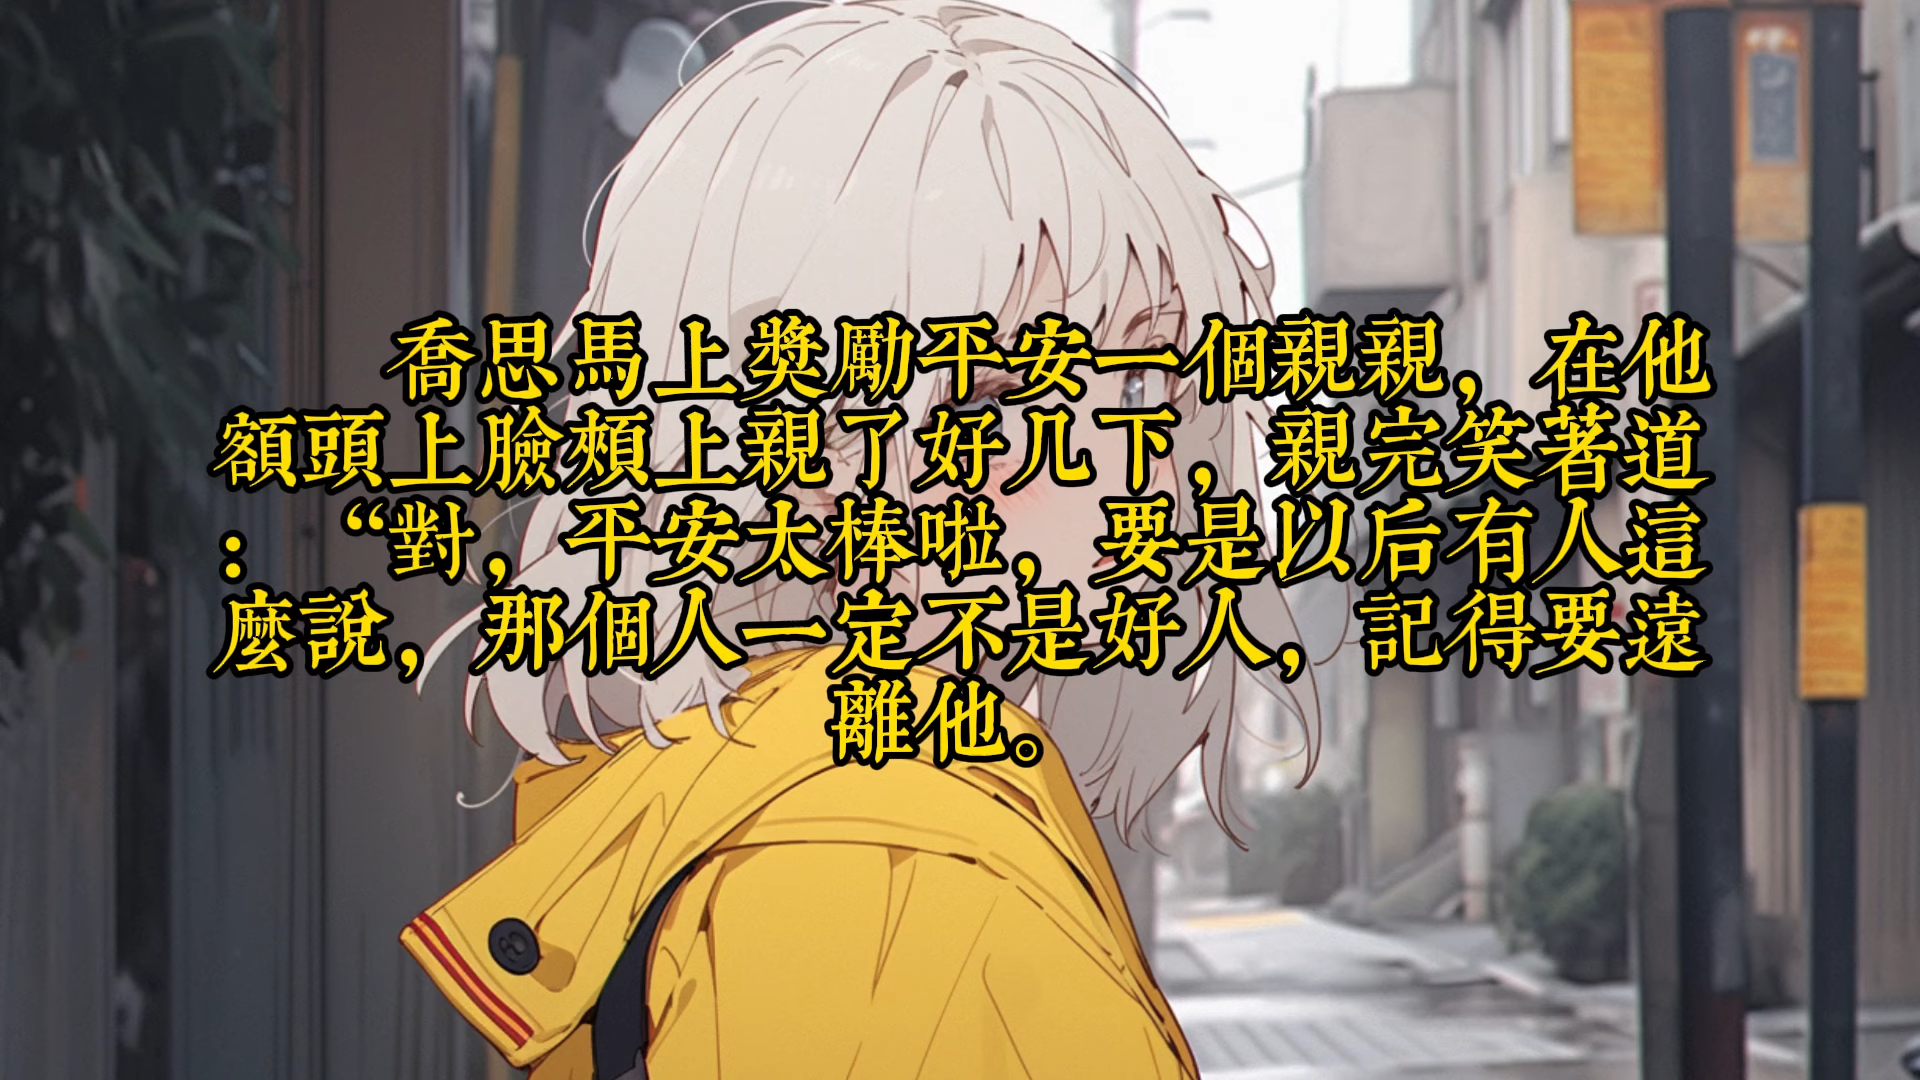 喬思馬上獎勵平安一個親親，在他
額頭上臉頰上親了好几下，親完笑著道
：“對，平安太棒啦，要是以后有人這
麼說，那個人一定不是好人，記得要遠
離他。